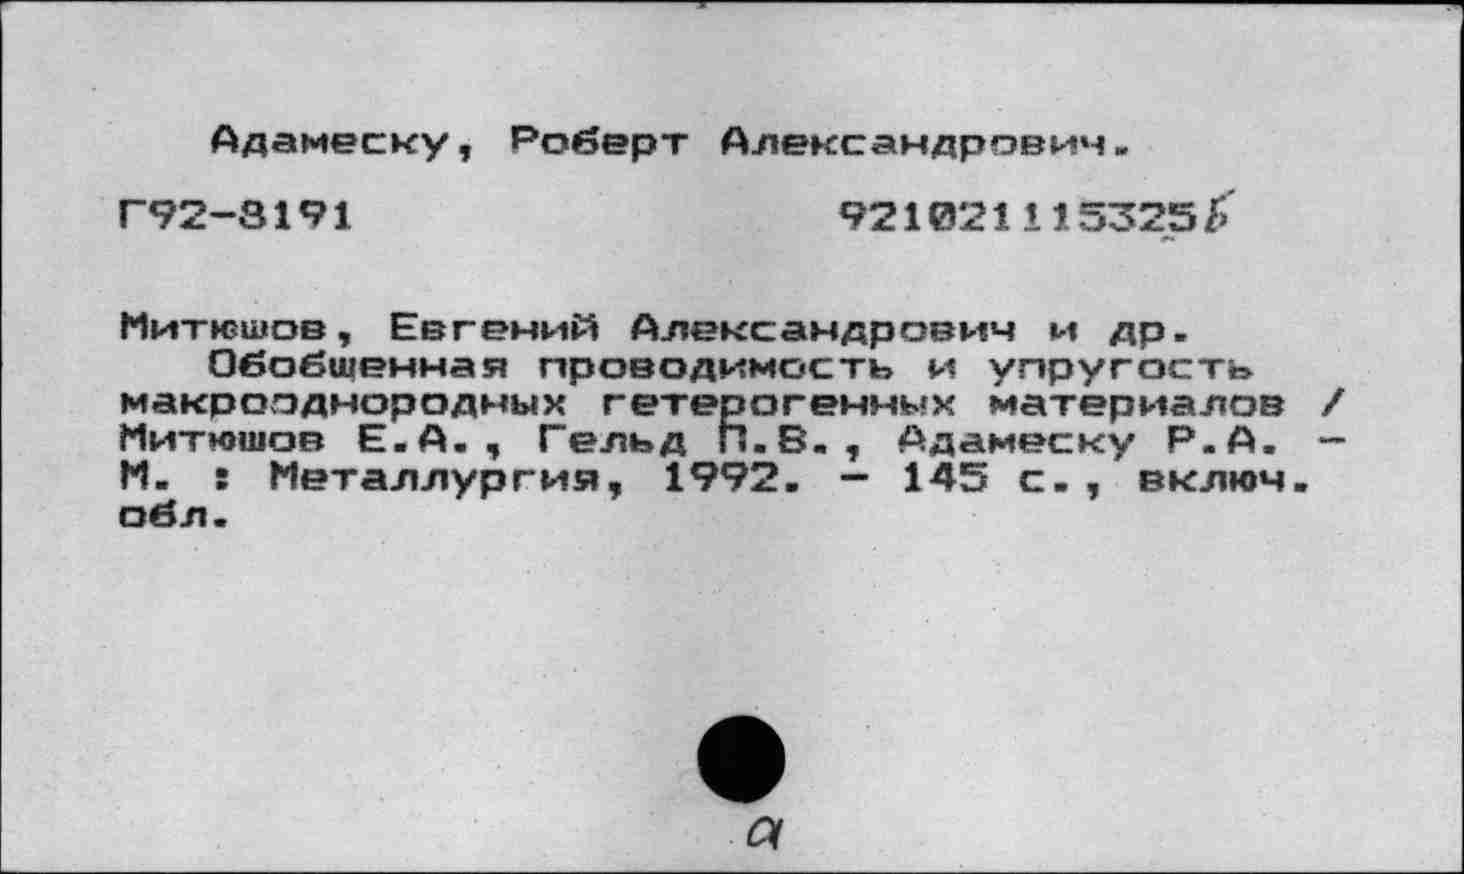 Адамеску, Роберт Александрович.
Г92-8191 921021115325
Митюшов, Евгений Александрович и др.
Обобщенная проводимость и упругость
макрооднородных гетерогенных материалов /
Митюшов Е.А., Гельд П.В., Адамеску Р.А. -
М. : Металлургия, 1992. - 145 с., включ.
обл.
а